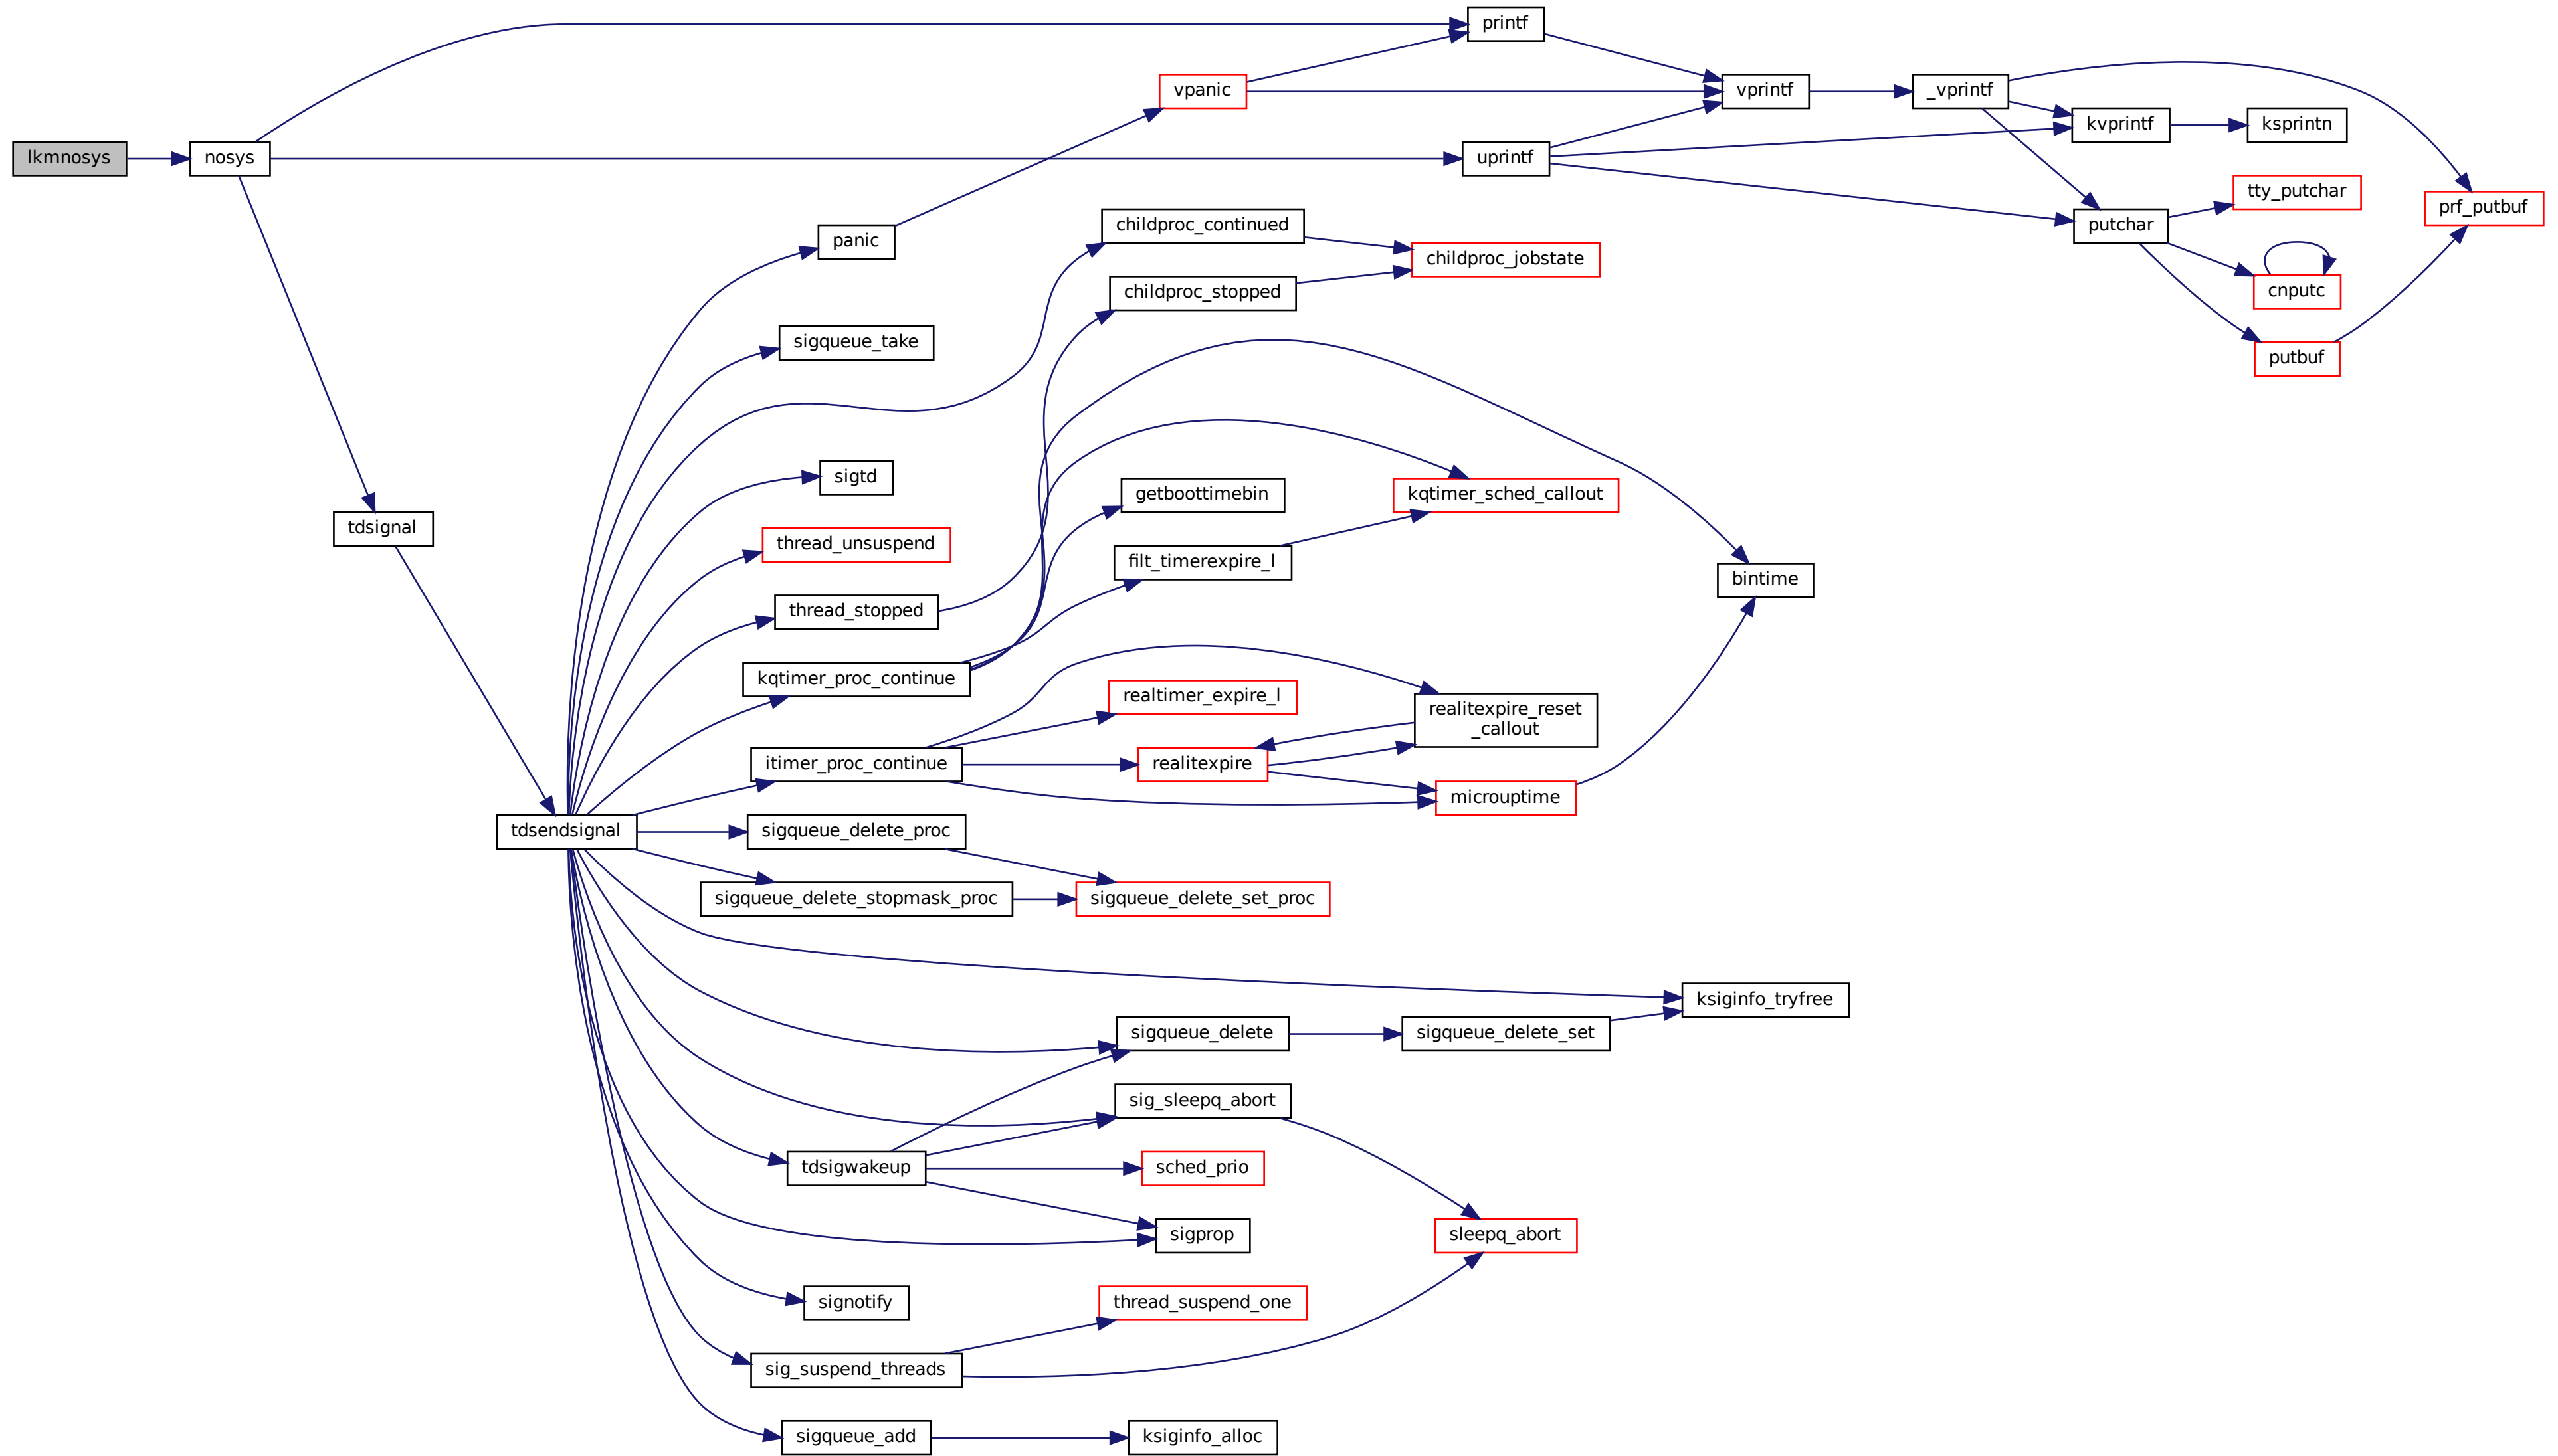 printf
vpanic
vprintf
_vprintf
kvprintf
ksprintn
lkmnosys
nosys
uprintf
tty_putchar
prf_putbuf
putchar
childproc_continued
panic
childproc_jobstate
childproc_stopped
cnputc
sigqueue_take
putbuf
sigtd
getboottimebin
kqtimer_sched_callout
tdsignal
thread_unsuspend
filt_timerexpire_l
bintime
thread_stopped
kqtimer_proc_continue
realtimer_expire_l
realitexpire_reset
_callout
itimer_proc_continue
realitexpire
microuptime
tdsendsignal
sigqueue_delete_proc
sigqueue_delete_stopmask_proc
sigqueue_delete_set_proc
ksiginfo_tryfree
sigqueue_delete
sigqueue_delete_set
sig_sleepq_abort
tdsigwakeup
sched_prio
sigprop
sleepq_abort
signotify
thread_suspend_one
sig_suspend_threads
sigqueue_add
ksiginfo_alloc